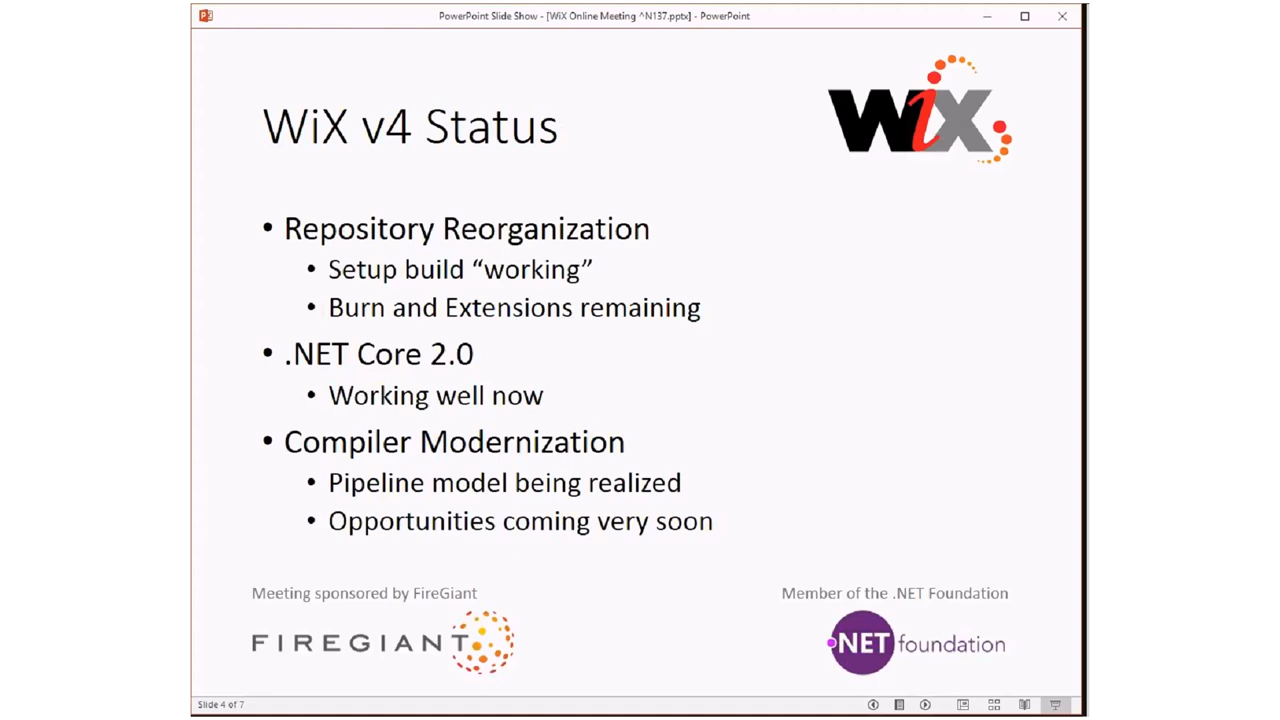 PowerPoint Slide Show - [WiX Online Meeting ^N137.pptx] - PowerPoint
WiX
WiX v4 Status
• Repository Reorganization
• Setup build “working”
• Burn and Extensions remaining
• .NET Core 2.0
• Working well now
• Compiler Modernization
• Pipeline model being realized
• Opportunities coming very soon
Meeting sponsored by FireGiant
Member of the .NET Foundation
FIREGIANT
.NET foundation
Slide 4 of 7